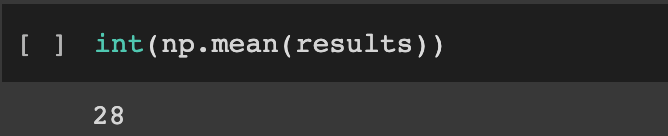 [ ] int(np.mean(results))
28